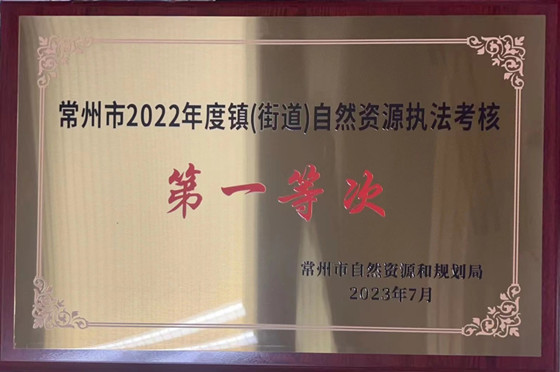 常州市2022年度镇(街道)自然资源执法考核
第一等次
常州市自然资源和规划局
2023年7月